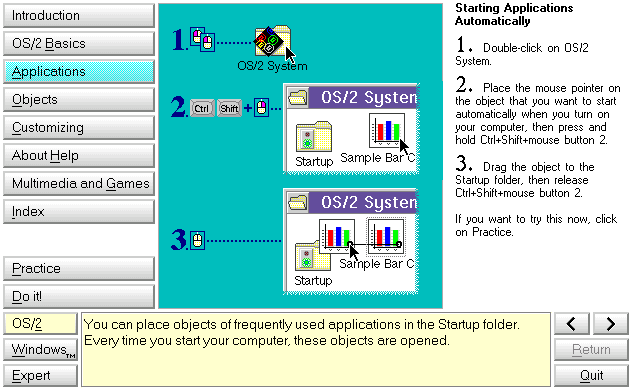 Introduction
OS/2 Basics
Applications
Objects
Customizing
About Help
Multimedia and Games
Index
Practice
Do it!
OS/2
Windows™
Expert
1.
OS/2 System
2.
Ctrl Shift +
OS/2 System
Startup
Sample Bar C
3.
OS/2 System
Startup
Sample Bar C
Starting Applications
Automatically
1. Double-click on OS/2
System.
2. Place the mouse pointer on
the object that you want to start
automatically when you turn on
your computer, then press and
hold Ctrl+Shift+mouse button 2.
3. Drag the object to the
Startup folder, then release
Ctrl+Shift+mouse button 2.
If you want to try this now, click
on Practice.
You can place objects of frequently used applications in the Startup folder.
Every time you start your computer, these objects are opened.
Return
Quit